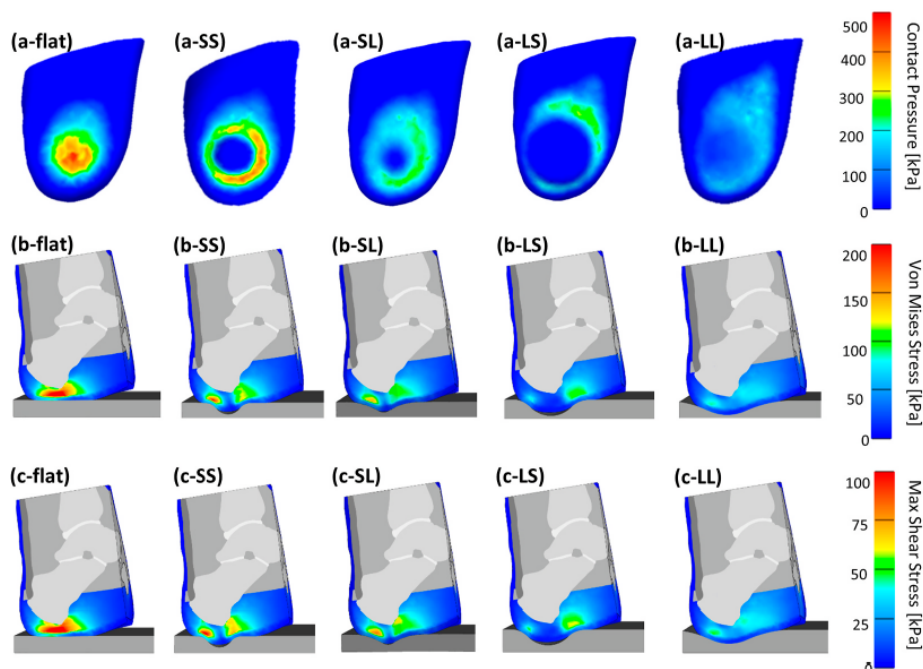 (a-flat) (a-SS) (a-SL) (a-LS) (a-LL)
500
400
300
200
100
0
Contact Pressure [kPa]
(b-flat) (b-SS) (b-SL) (b-LS) (b-LL)
200
150
100
50
0
Von Mises Stress [kPa]
(c-flat) (c-SS) (c-SL) (c-LS) (c-LL)
100
75
50
25
Max Shear Stress [kPa]